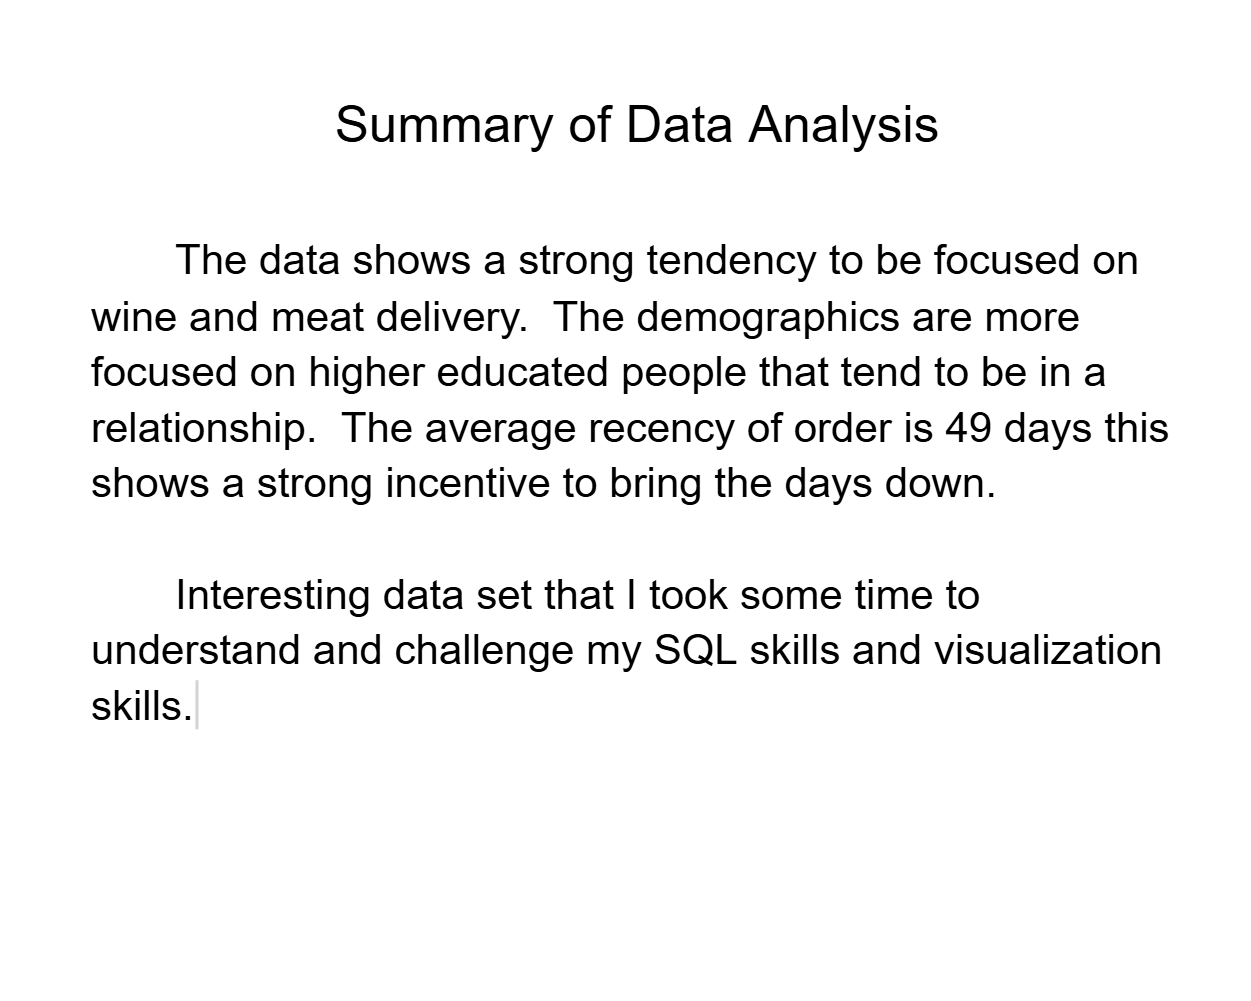 Summary of Data Analysis
The data shows a strong tendency to be focused on
wine and meat delivery.  The demographics are more
focused on higher educated people that tend to be in a
relationship.  The average recency of order is 49 days this
shows a strong incentive to bring the days down.
Interesting data set that I took some time to
understand and challenge my SQL skills and visualization
skills.